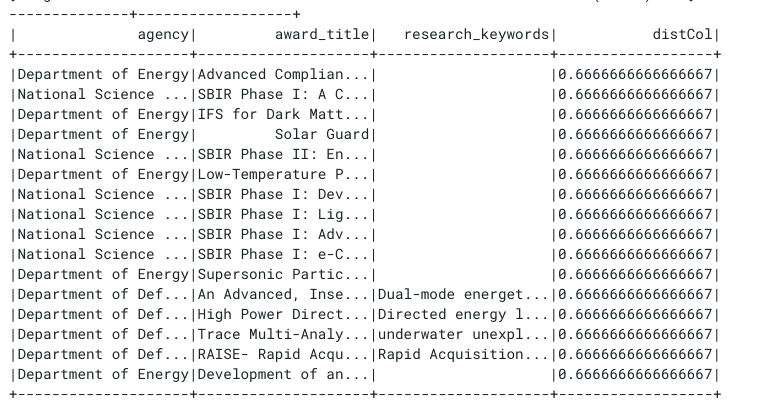 --------------+-----------------+
|              agency|         award_title|   research_keywords|           distCol|
+--------------------+--------------------+--------------------+------------------+
|Department of Energy|Advanced Complian...|                    |0.6666666666666667|
|National Science ...|SBIR Phase I: A C...|                    |0.6666666666666667|
|Department of Energy|IFS for Dark Matt...|                    |0.6666666666666667|
|Department of Energy|         Solar Guard|                    |0.6666666666666667|
|National Science ...|SBIR Phase II: En...|                    |0.6666666666666667|
|Department of Energy|Low-Temperature P...|                    |0.6666666666666667|
|National Science ...|SBIR Phase I: Dev...|                    |0.6666666666666667|
|National Science ...|SBIR Phase I: Lig...|                    |0.6666666666666667|
|National Science ...|SBIR Phase I: Adv...|                    |0.6666666666666667|
|National Science ...|SBIR Phase I: e-C...|                    |0.6666666666666667|
|Department of Energy|Supersonic Partic...|                    |0.6666666666666667|
|Department of Def...|An Advanced, Inse...|Dual-mode energet...|0.6666666666666667|
|Department of Def...|High Power Direct...|Directed energy l...|0.6666666666666667|
|Department of Def...|Trace Multi-Analy...|underwater unexpl...|0.6666666666666667|
|Department of Def...|RAISE- Rapid Acqu...|Rapid Acquisition...|0.6666666666666667|
|Department of Energy|Development of an...|                    |0.6666666666666667|
+--------------------+--------------------+--------------------+------------------+